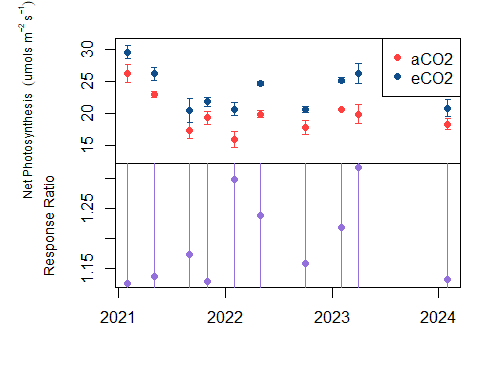 Net Photosynthesis (umols m⁻² s⁻¹)
30
25
20
15
aCO2
eCO2
Response Ratio
1.25
1.15
2021
2022
2023
2024